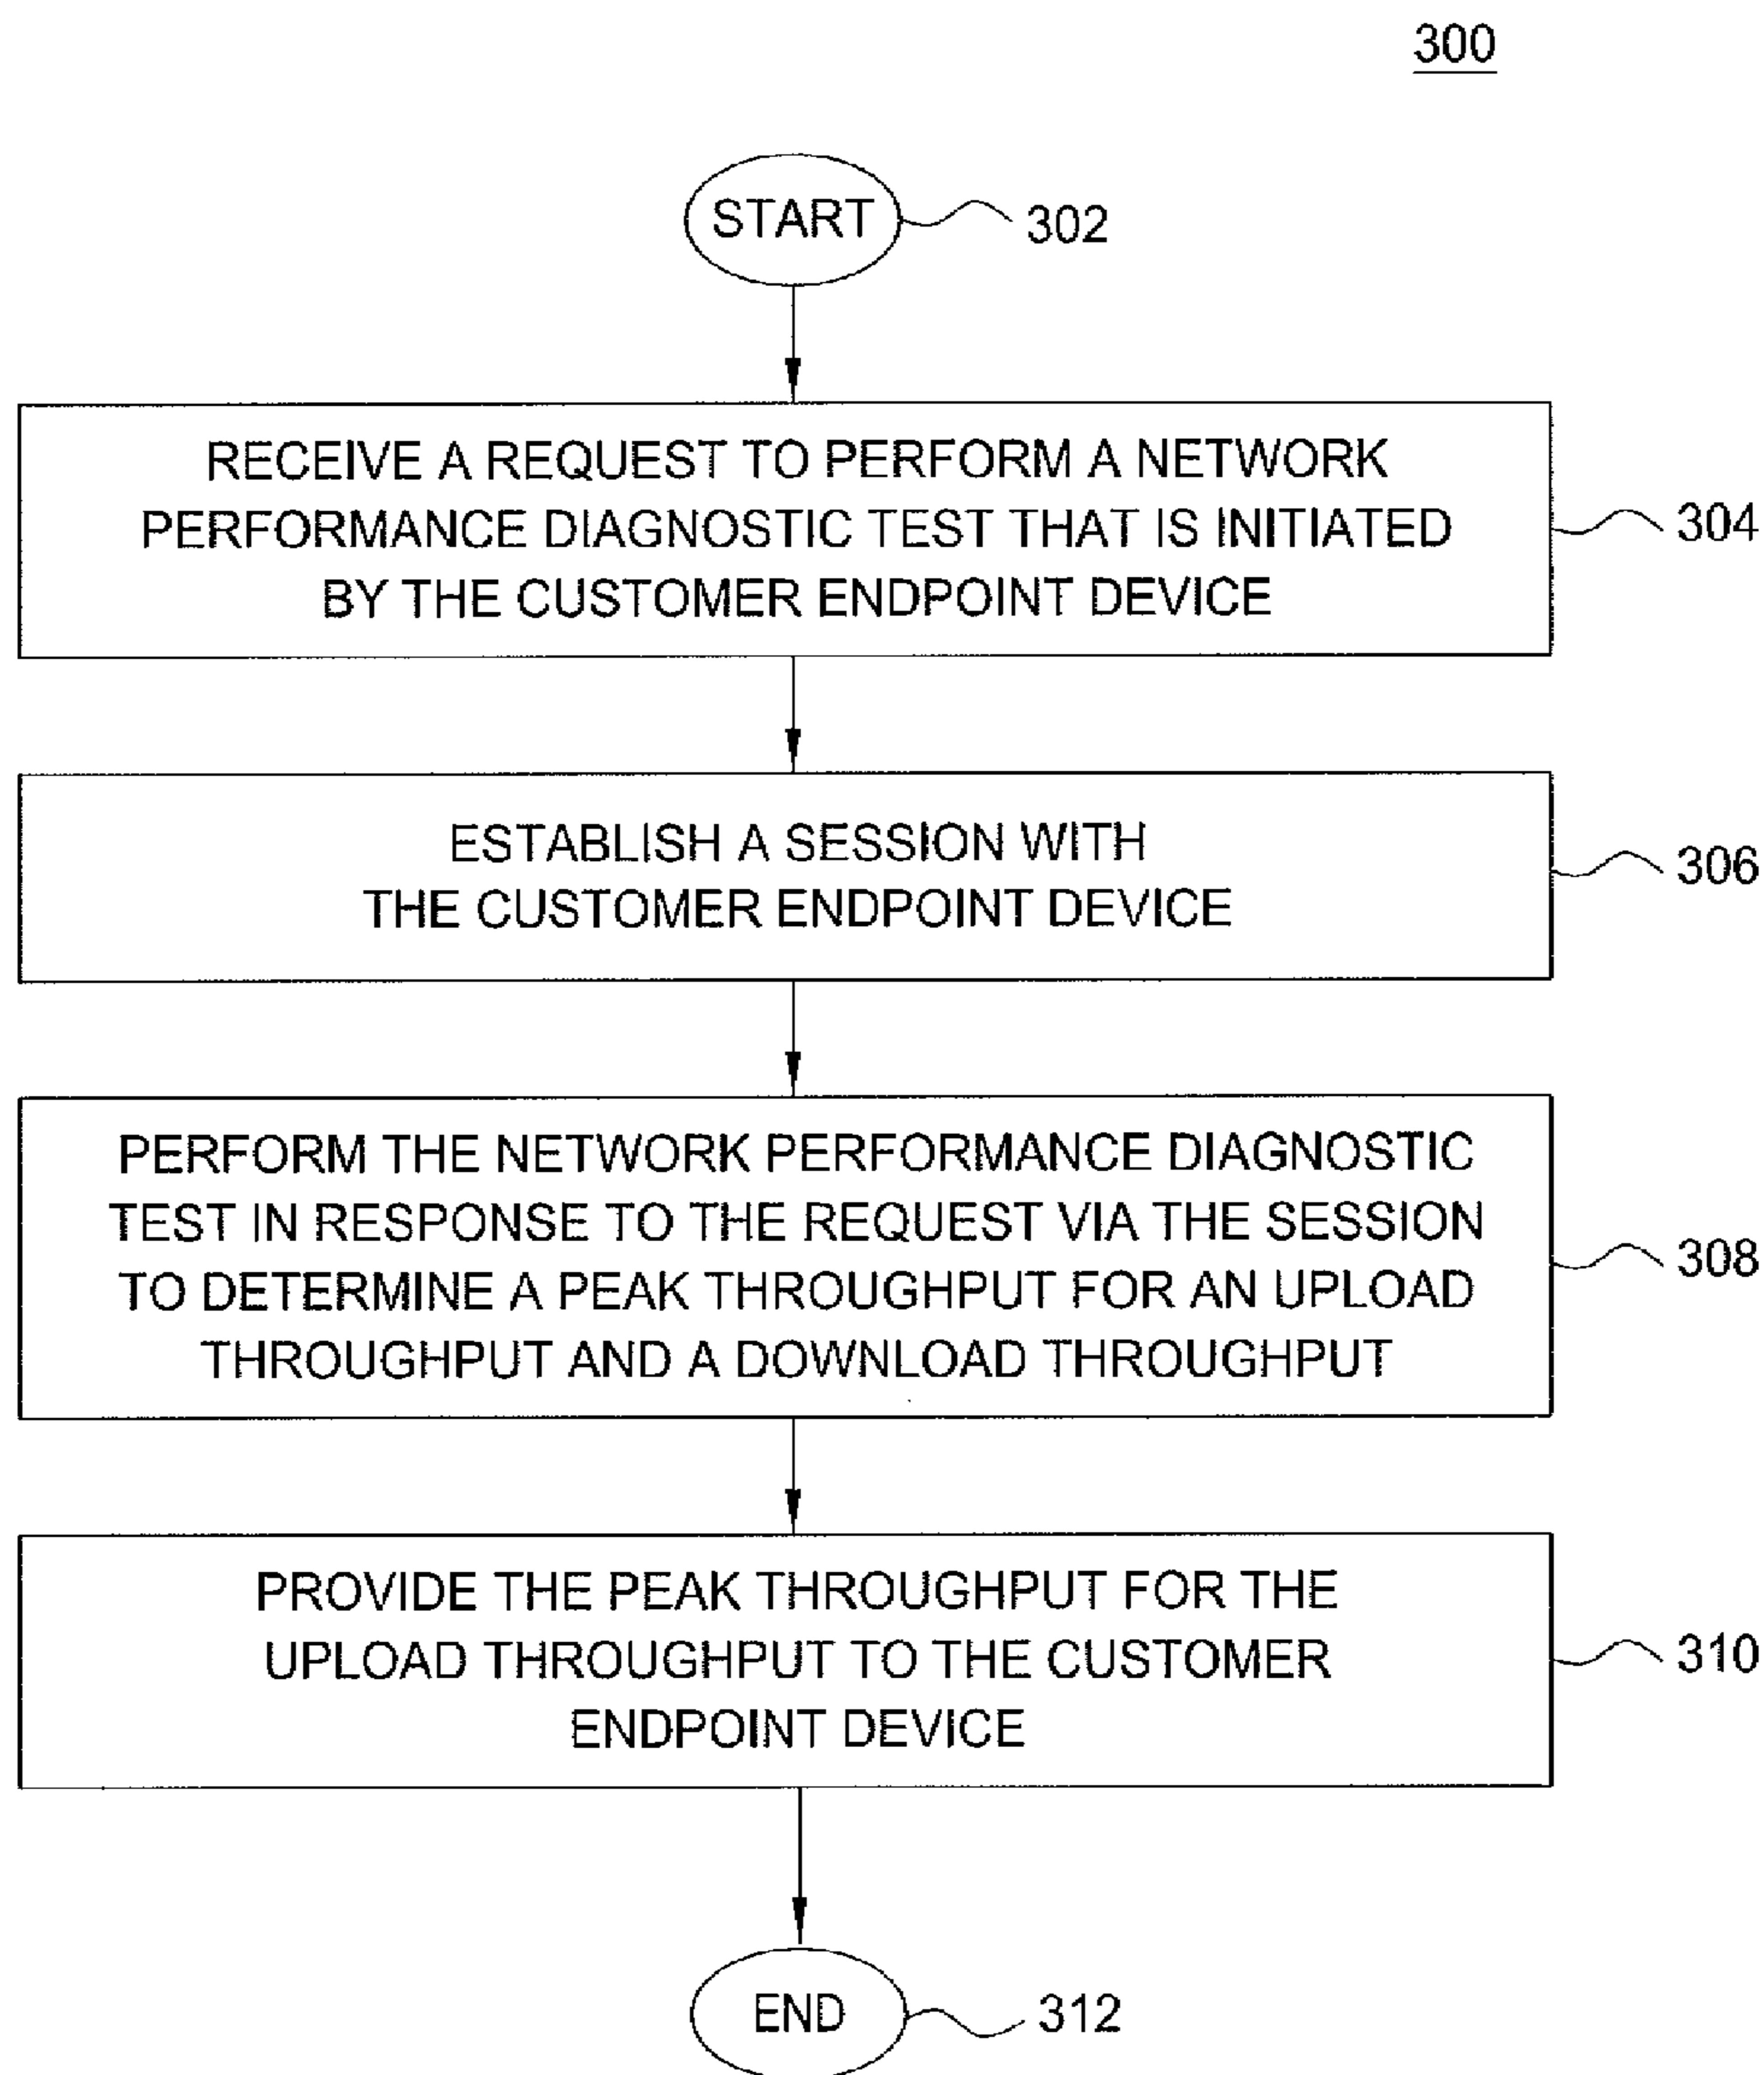 300
START
302
RECEIVE A REQUEST TO PERFORM A NETWORK
PERFORMANCE DIAGNOSTIC TEST THAT IS INITIATED
BY THE CUSTOMER ENDPOINT DEVICE
304
ESTABLISH A SESSION WITH
THE CUSTOMER ENDPOINT DEVICE
306
PERFORM THE NETWORK PERFORMANCE DIAGNOSTIC
TEST IN RESPONSE TO THE REQUEST VIA THE SESSION
TO DETERMINE A PEAK THROUGHPUT FOR AN UPLOAD
THROUGHPUT AND A DOWNLOAD THROUGHPUT
308
PROVIDE THE PEAK THROUGHPUT FOR THE
UPLOAD THROUGHPUT TO THE CUSTOMER
ENDPOINT DEVICE
310
END
312